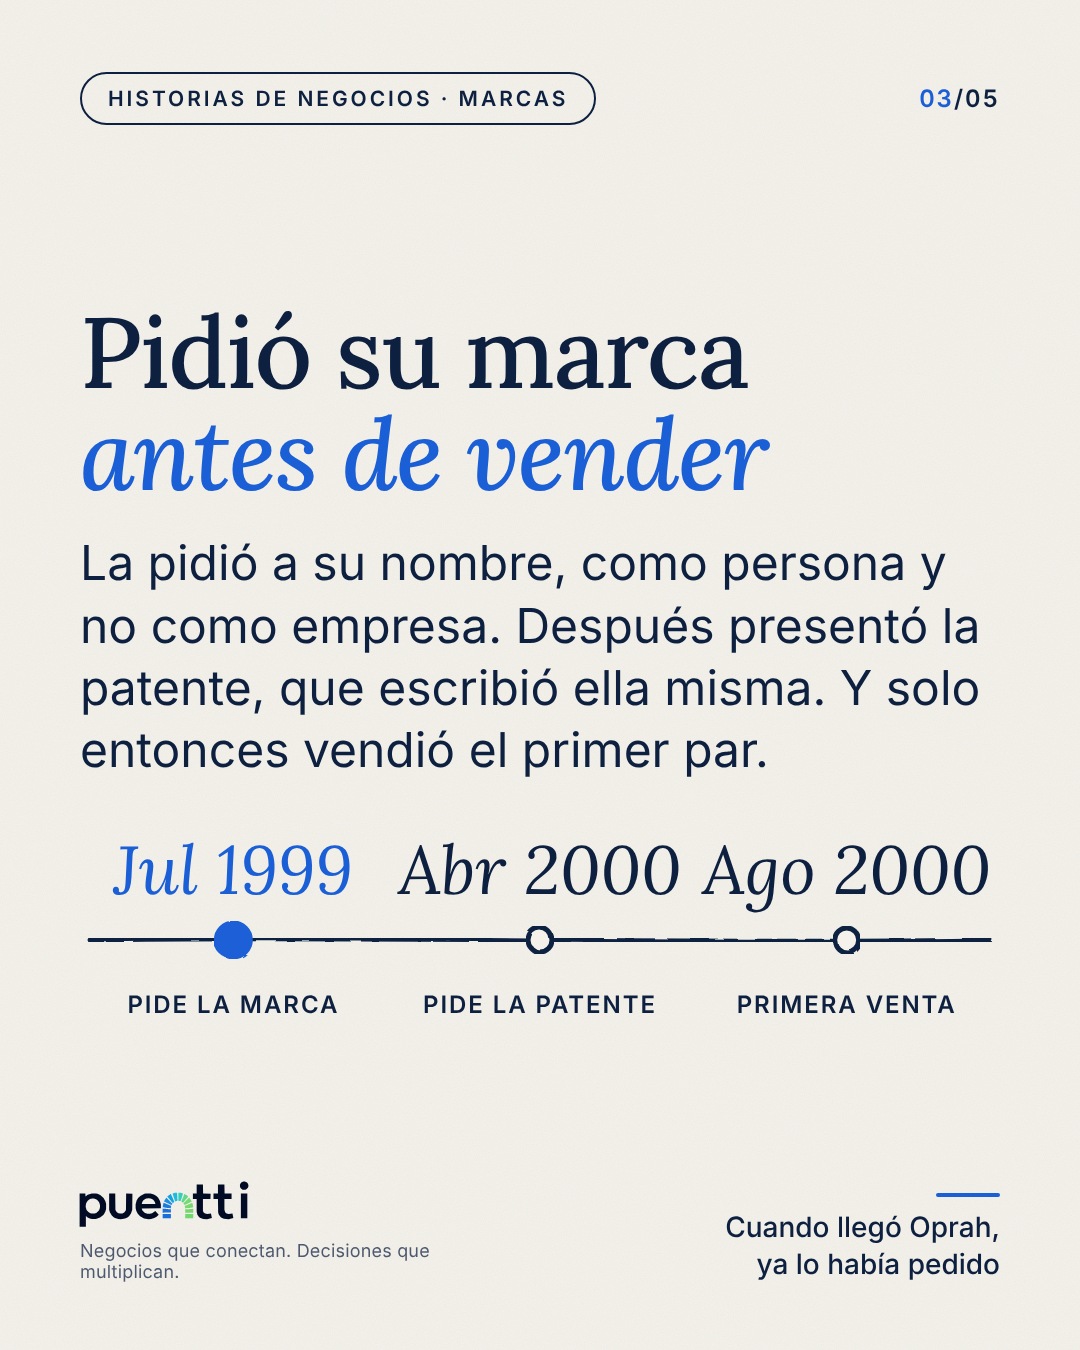 HISTORIAS DE NEGOCIOS · MARCAS
03/05
Pidió su marca
antes de vender
La pidió a su nombre, como persona y
no como empresa. Después presentó la
patente, que escribió ella misma. Y solo
entonces vendió el primer par.
Jul 1999 Abr 2000 Ago 2000
PIDE LA MARCA PIDE LA PATENTE PRIMERA VENTA
puentti
Negocios que conectan. Decisiones que
multiplican.
Cuando llegó Oprah,
ya lo había pedido